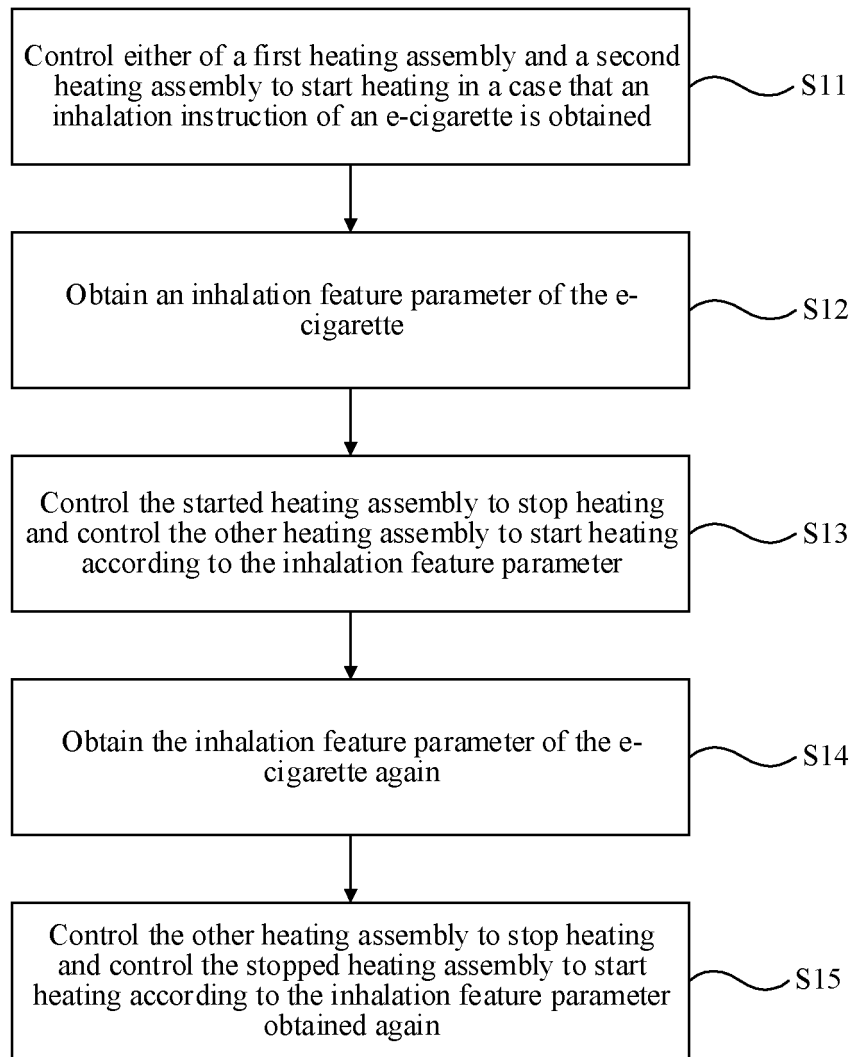 Control either of a first heating assembly and a second
heating assembly to start heating in a case that an
inhalation instruction of an e-cigarette is obtained
S11
Obtain an inhalation feature parameter of the e-
cigarette
S12
Control the started heating assembly to stop heating
and control the other heating assembly to start heating
according to the inhalation feature parameter
S13
Obtain the inhalation feature parameter of the e-
cigarette again
S14
Control the other heating assembly to stop heating
and control the stopped heating assembly to start
heating according to the inhalation feature parameter
obtained again
S15